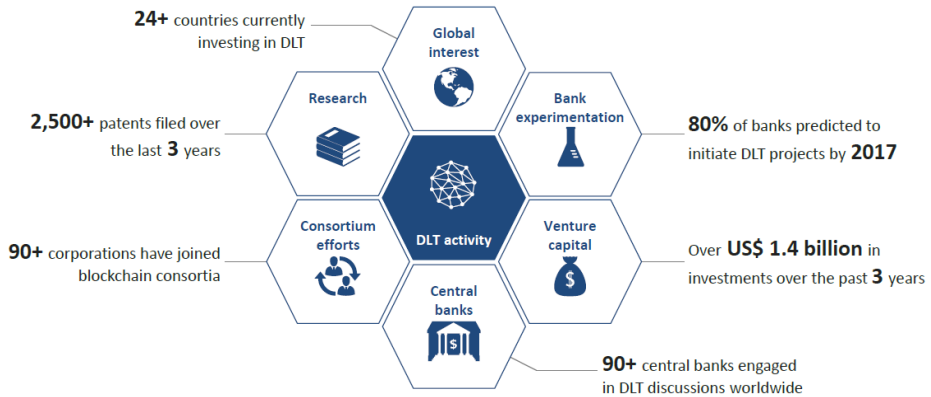 24+ countries currently
investing in DLT
Global
interest
Research
Bank
experimentation
2,500+ patents filed over
the last 3 years
80% of banks predicted to
initiate DLT projects by 2017
DLT activity
Consortium
efforts
Venture
capital
90+ corporations have joined
blockchain consortia
$
Over US$ 1.4 billion in
investments over the past 3 years
Central
banks
$
90+ central banks engaged
in DLT discussions worldwide